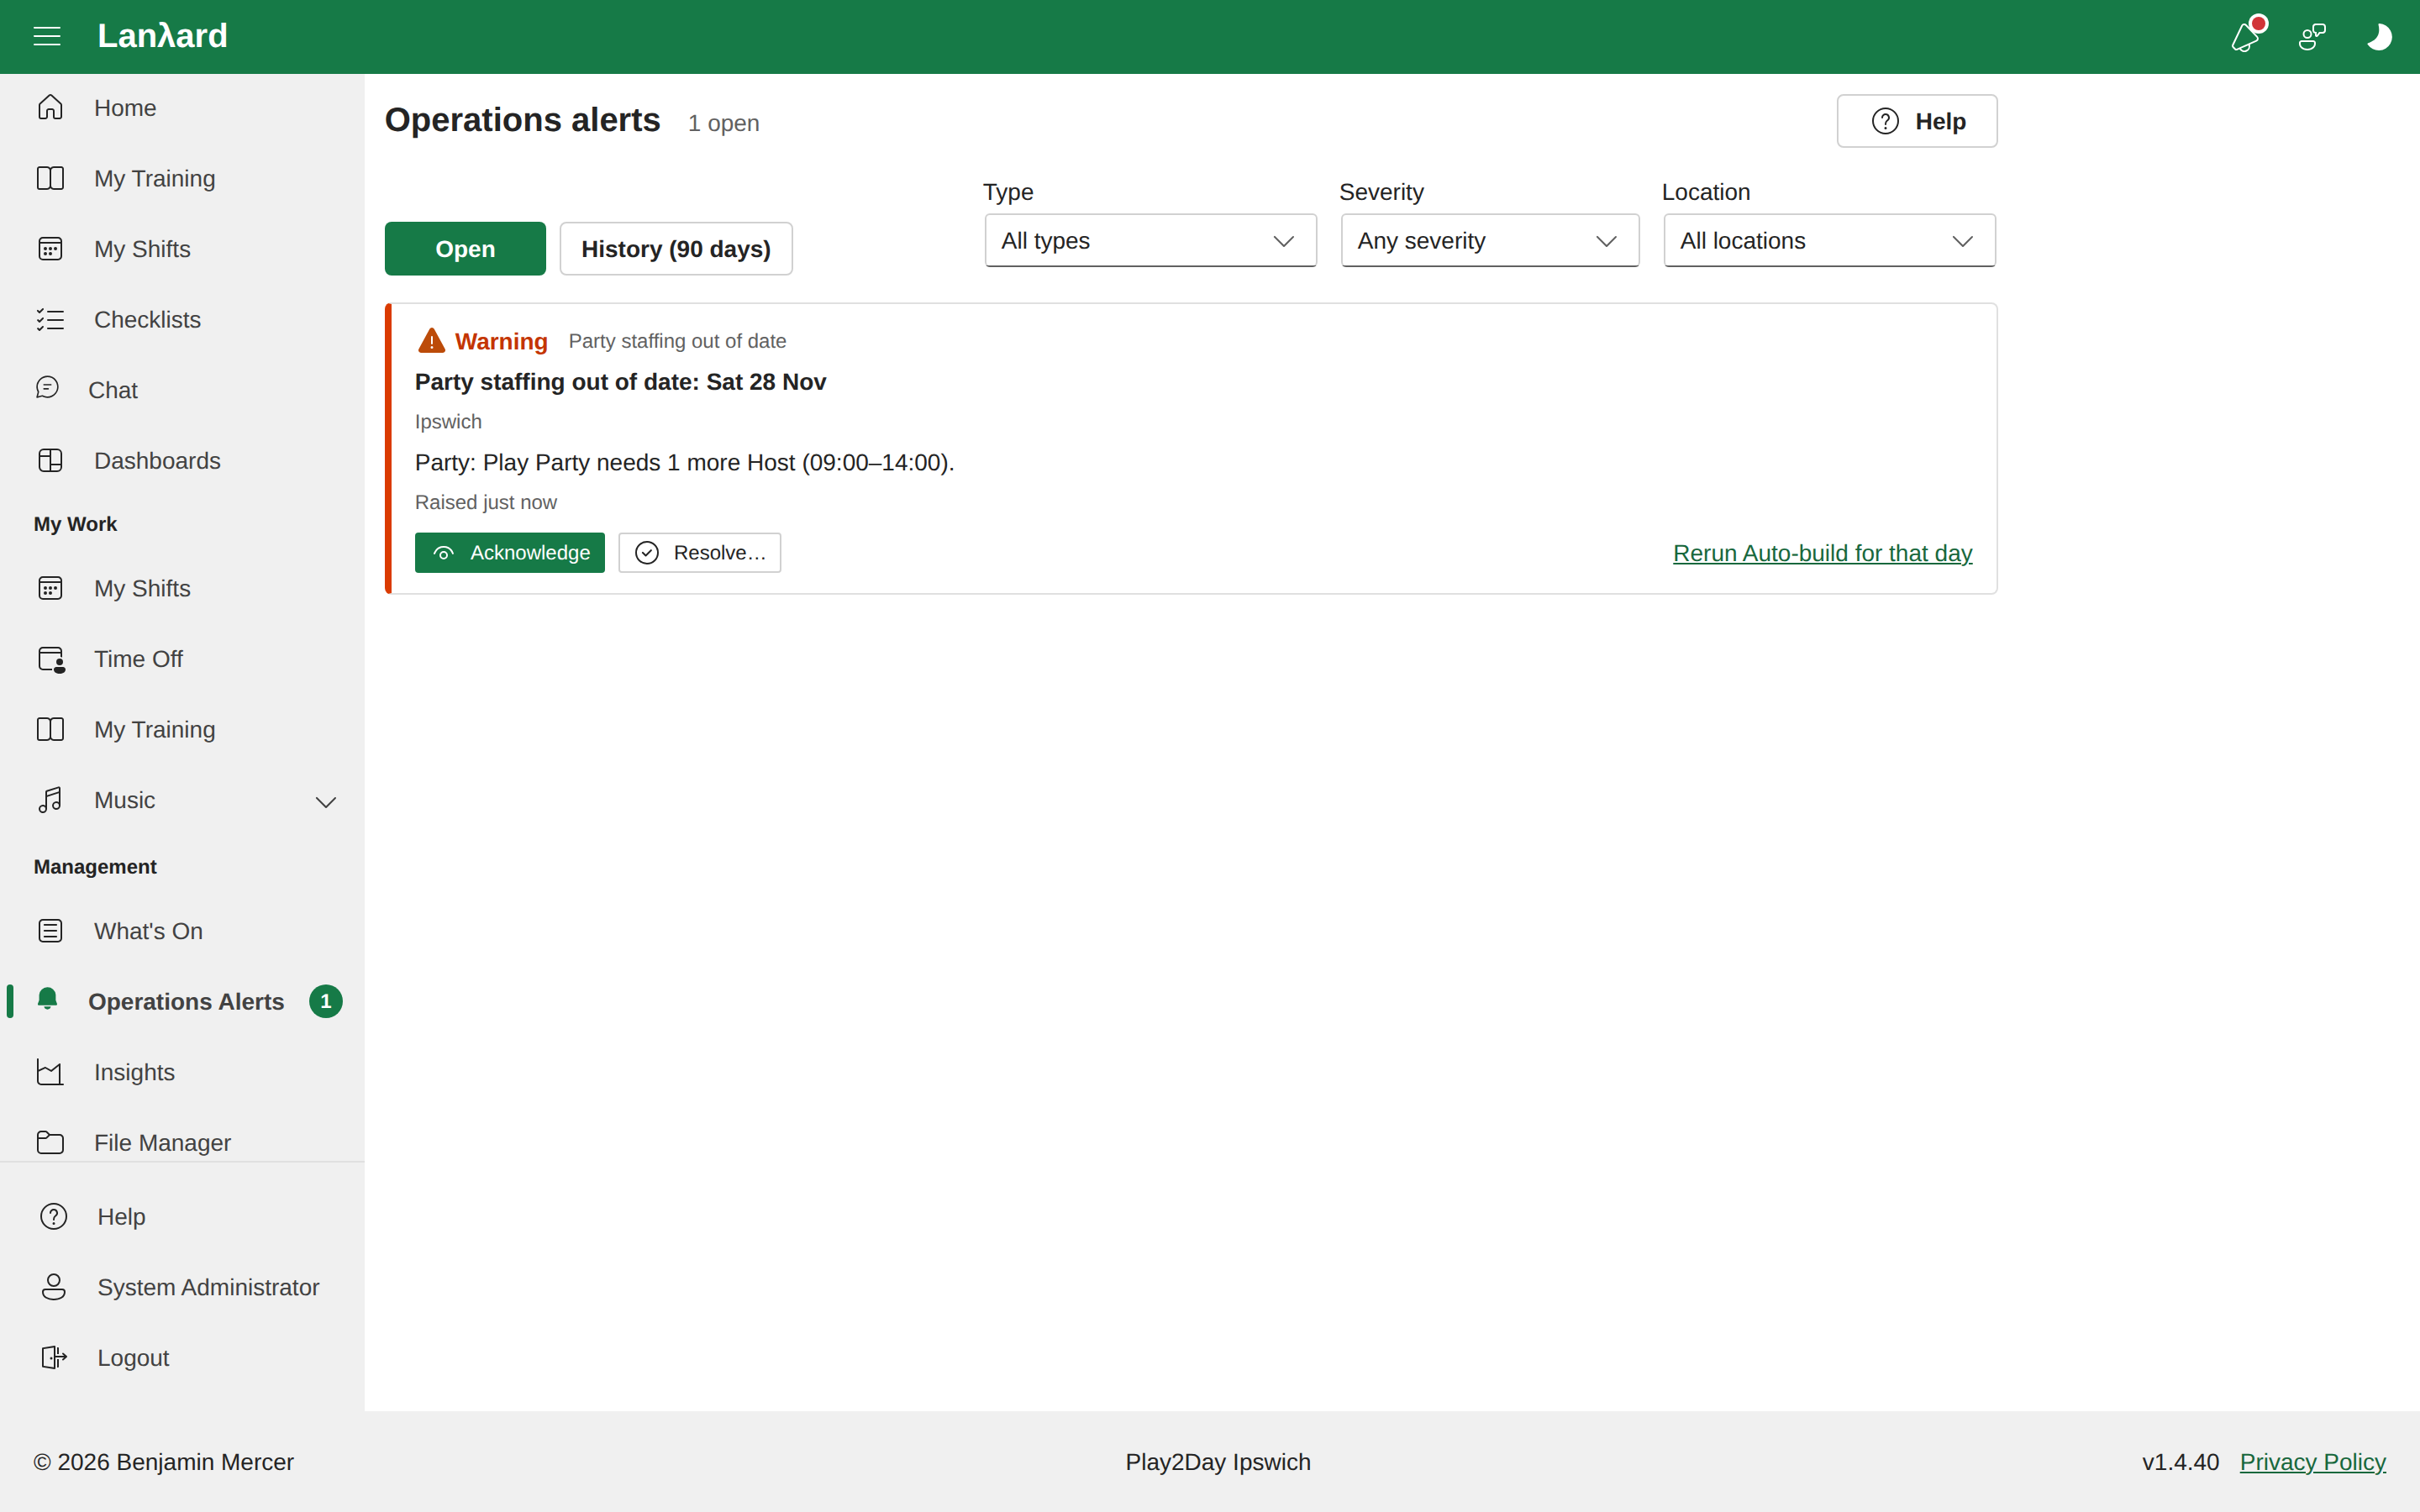 Lanλard
Home
My Training
My Shifts
Checklists
Chat
Dashboards
My Work
My Shifts
Time Off
My Training
Music
Management
What's On
Operations Alerts 1
Insights
File Manager
Help
System Administrator
Logout
Operations alerts 1 open
Help
Type
Severity
Location
Open
History (90 days)
All types
Any severity
All locations
Warning Party staffing out of date
Party staffing out of date: Sat 28 Nov
Ipswich
Party: Play Party needs 1 more Host (09:00–14:00).
Raised just now
Acknowledge
Resolve…
Rerun Auto-build for that day
© 2026 Benjamin Mercer
Play2Day Ipswich
v1.4.40 Privacy Policy